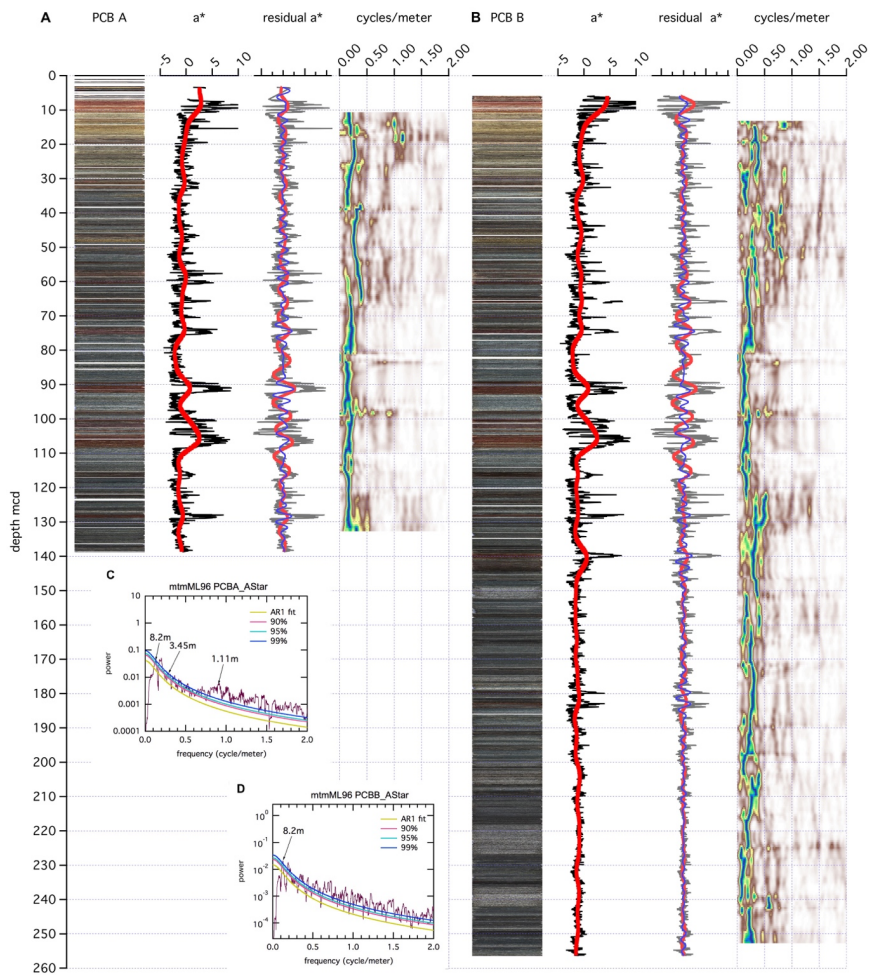 A PCB A a* residual a* cycles/meter B PCB B a* residual a* cycles/meter
-5 0 5 10 0.00 0.50 1.00 1.50 2.00 -5 0 5 10 0.00 0.50 1.00 1.50 2.00
0
10
20
30
40
50
60
70
80
90
100
110
120
130
140
150
160
170
180
190
200
210
220
230
240
250
260
depth mcd
C
mtmML96 PCBA_AStar
10
1
0.1
0.01
0.001
0.0001
power
8.2m
3.45m
1.11m
AR1 fit
90%
95%
99%
0.0 0.5 1.0 1.5 2.0
frequency (cycle/meter)
D
mtmML96 PCBB_AStar
10⁰
10⁻¹
10⁻²
10⁻³
10⁻⁴
power
8.2m
AR1 fit
90%
95%
99%
0.0 0.5 1.0 1.5 2.0
frequency (cycle/meter)